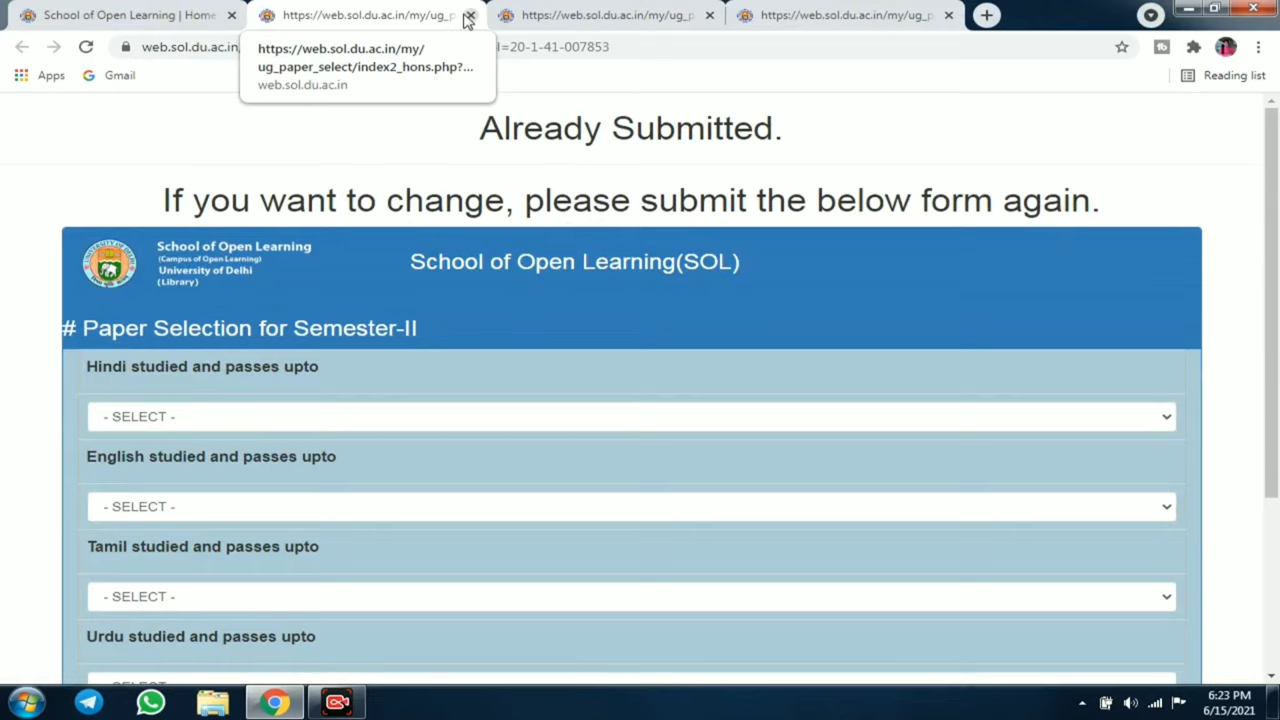 School of Open Learning | Home
https://web.sol.du.ac.in/my/ug_p
https://web.sol.du.ac.in/my/ug_p
https://web.sol.du.ac.in/my/ug_p
web.sol.du.ac.in
l=20-1-41-007853
https://web.sol.du.ac.in/my/
ug_paper_select/index2_hons.php?...
web.sol.du.ac.in
Apps
Gmail
Reading list
Already Submitted.
If you want to change, please submit the below form again.
School of Open Learning
(Campus of Open Learning)
University of Delhi
(Library)
School of Open Learning(SOL)
# Paper Selection for Semester-II
Hindi studied and passes upto
- SELECT -
English studied and passes upto
- SELECT -
Tamil studied and passes upto
- SELECT -
Urdu studied and passes upto
- SELECT -
6:23 PM
6/15/2021